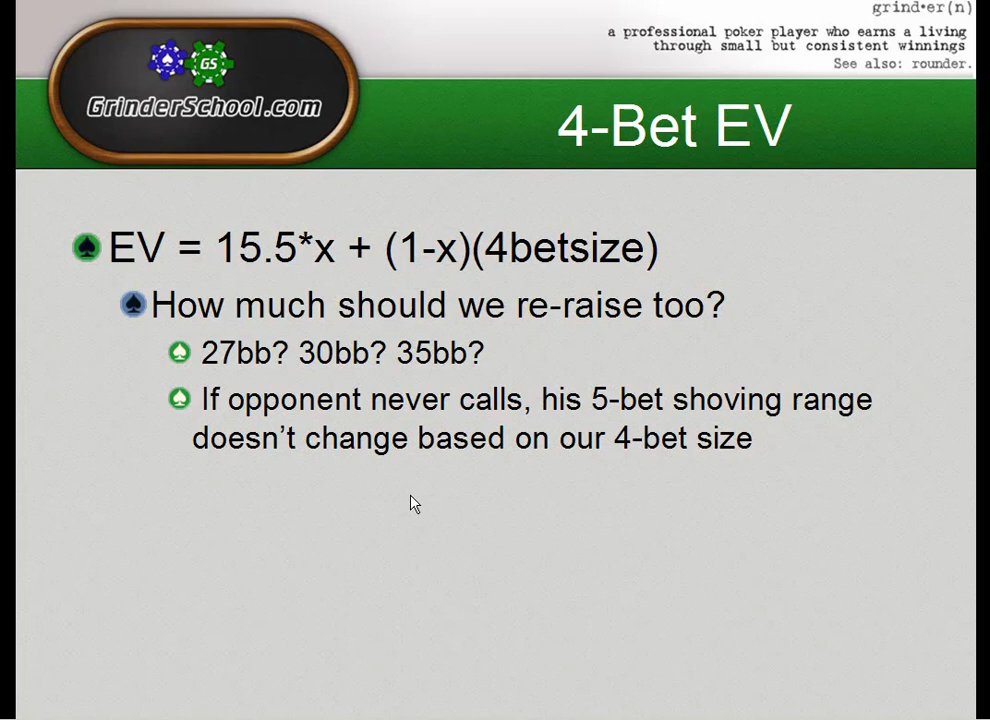 grind•er(n)
a professional poker player who earns a living
through small but consistent winnings
See also: rounder.
GS
GrinderSchool.com
4-Bet EV
EV = 15.5*x + (1-x)(4betsize)
How much should we re-raise too?
27bb? 30bb? 35bb?
If opponent never calls, his 5-bet shoving range
doesn’t change based on our 4-bet size